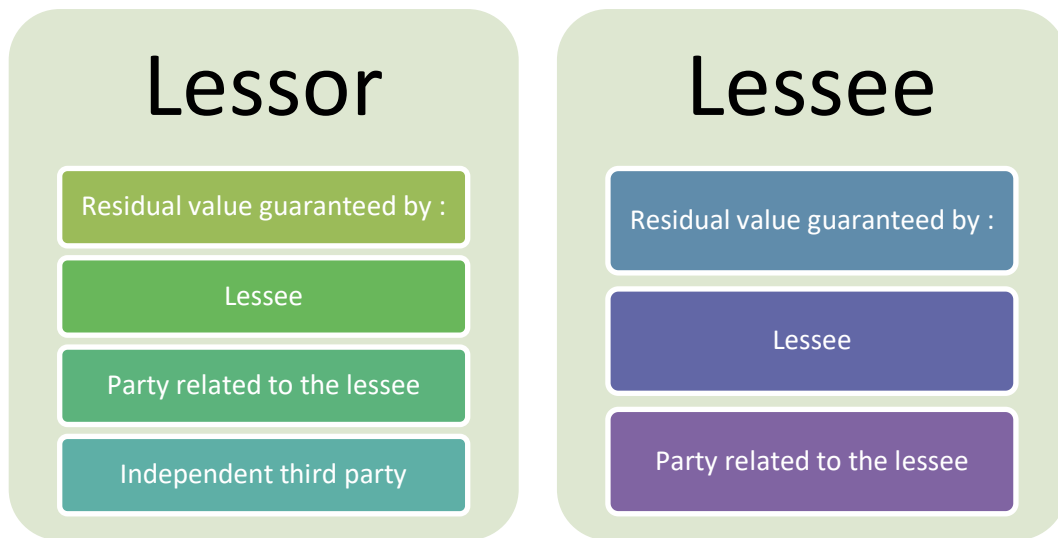 Lessor
Residual value guaranteed by :
Lessee
Party related to the lessee
Independent third party
Lessee
Residual value guaranteed by :
Lessee
Party related to the lessee